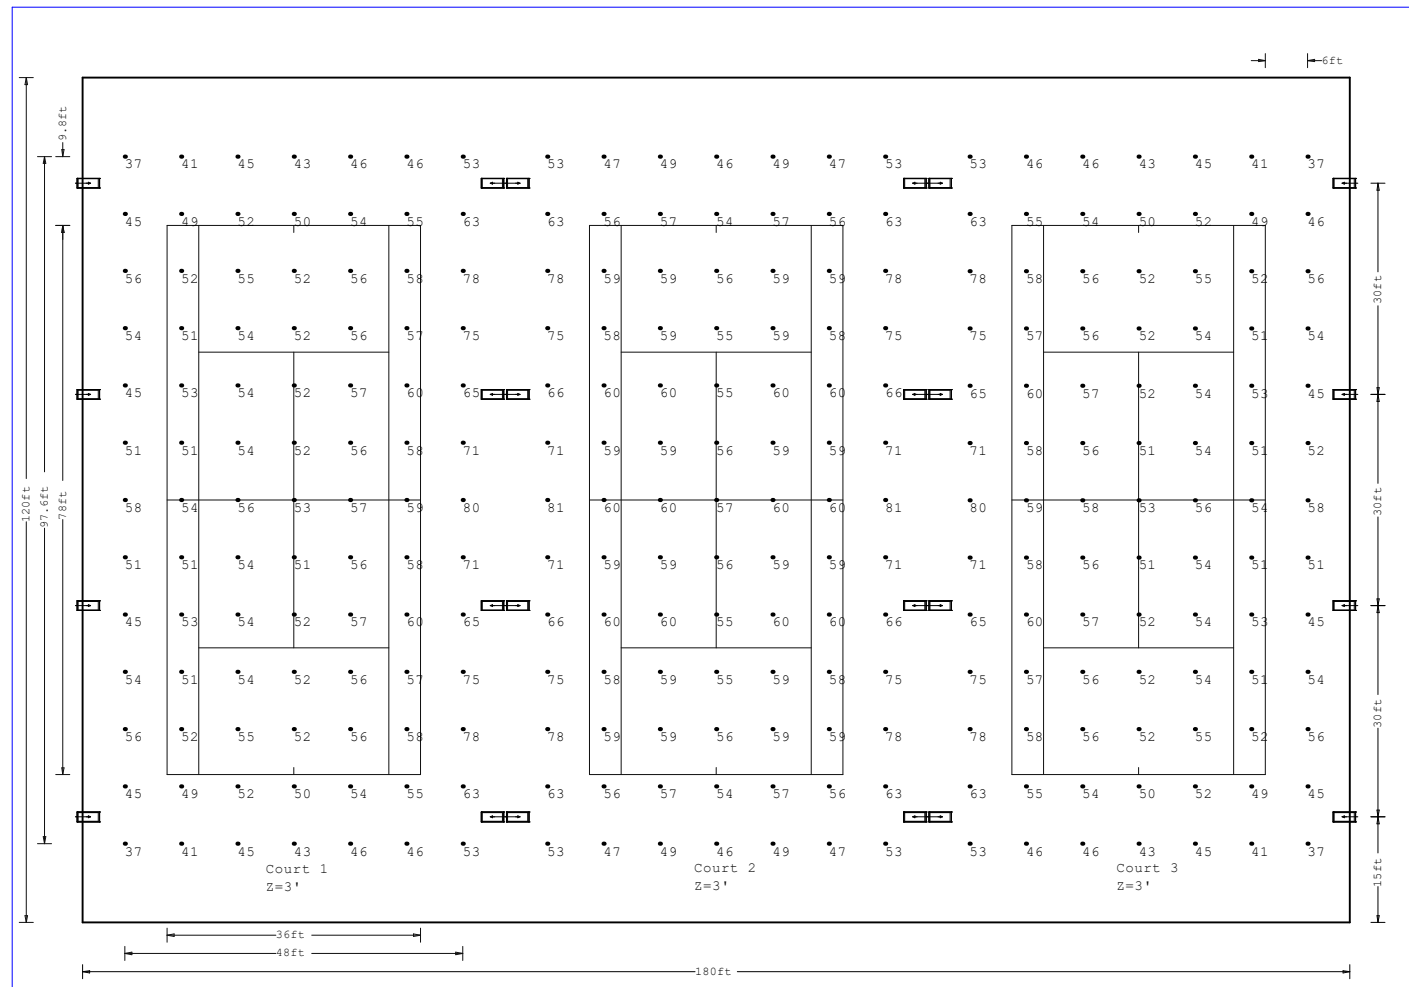 6ft
9.8ft
37 41 45 43 46 46 53 53 47 49 46 49 47 53 53 46 46 43 45 41 37
45 49 52 50 54 55 63 63 56 57 54 57 56 63 63 55 54 50 52 49 46
56 52 55 52 56 58 78 78 59 59 56 59 59 78 78 58 56 52 55 52 56
30ft
54 51 54 52 56 57 75 75 58 59 55 59 58 75 75 57 56 52 54 51 54
45 53 54 52 57 60 65 66 60 60 55 60 60 66 65 60 57 52 54 53 45
51 51 54 52 56 58 71 71 59 59 56 59 59 71 71 58 56 51 54 51 52
120ft
97.6ft
78ft
58 54 56 53 57 59 80 81 60 60 57 60 60 81 80 59 58 53 56 54 58
30ft
51 51 54 51 56 58 71 71 59 59 56 59 59 71 71 58 56 51 54 51 51
45 53 54 52 57 60 65 66 60 60 55 60 60 66 65 60 57 52 54 53 45
54 51 54 52 56 57 75 75 58 59 55 59 58 75 75 57 56 52 54 51 54
30ft
56 52 55 52 56 58 78 78 59 59 56 59 59 78 78 58 56 52 55 52 56
45 49 52 50 54 55 63 63 56 57 54 57 56 63 63 55 54 50 52 49 45
37 41 45 43 46 46 53 53 47 49 46 49 47 53 53 46 46 43 45 41 37
Court 1
Z=3'
Court 2
Z=3'
Court 3
Z=3'
15ft
36ft
48ft
180ft